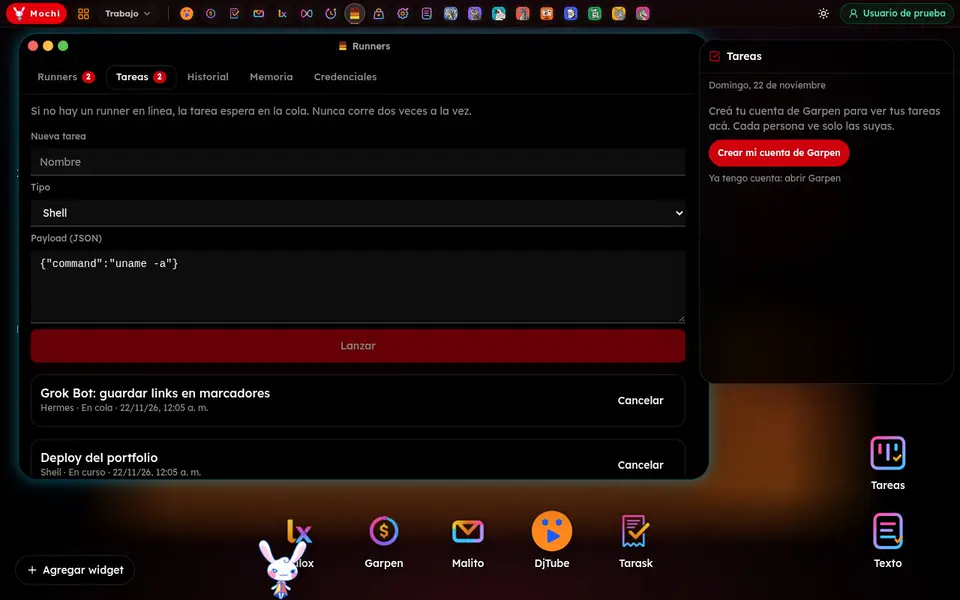 Mochi
Trabajo
Usuario de prueba
Runners
Runners 2
Tareas 2
Historial
Memoria
Credenciales
Si no hay un runner en línea, la tarea espera en la cola. Nunca corre dos veces a la vez.
Nueva tarea
Nombre
Tipo
Shell
Payload (JSON)
{"command":"uname -a"}
Lanzar
Grok Bot: guardar links en marcadores
Hermes · En cola · 22/11/26, 12:05 a. m.
Cancelar
Deploy del portfolio
Shell · En curso · 22/11/26, 12:05 a. m.
Cancelar
Tareas
Domingo, 22 de noviembre
Creá tu cuenta de Garpen para ver tus tareas
acá. Cada persona ve solo las suyas.
Crear mi cuenta de Garpen
Ya tengo cuenta: abrir Garpen
Tareas
Texto
Garpen
Malito
DjTube
Tarask
+ Agregar widget